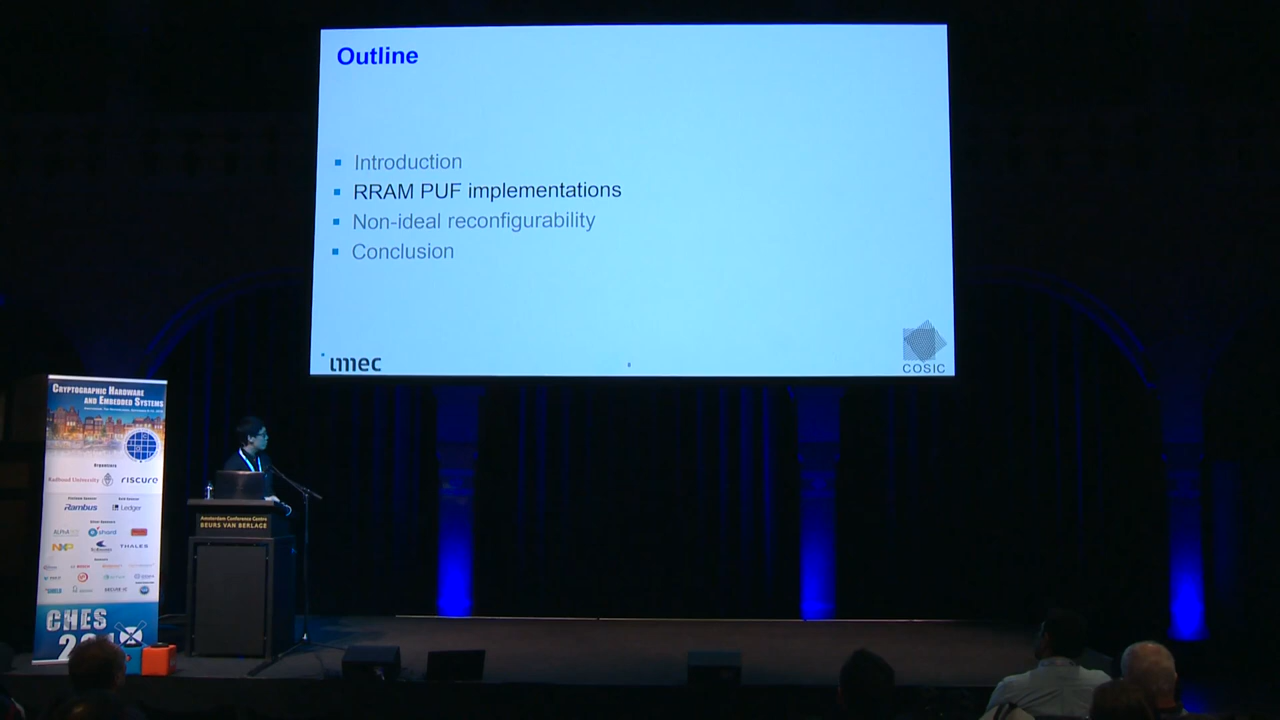 Outline
Introduction
RRAM PUF implementations
Non-ideal reconfigurability
Conclusion
imec
COSIC
Cryptographic Hardware
and Embedded Systems
Organizers
Radboud University
riscure
Rambus
Ledger
NXP
THALES
CHES
Amsterdam Conference Centre
BEURS VAN BERLAGE